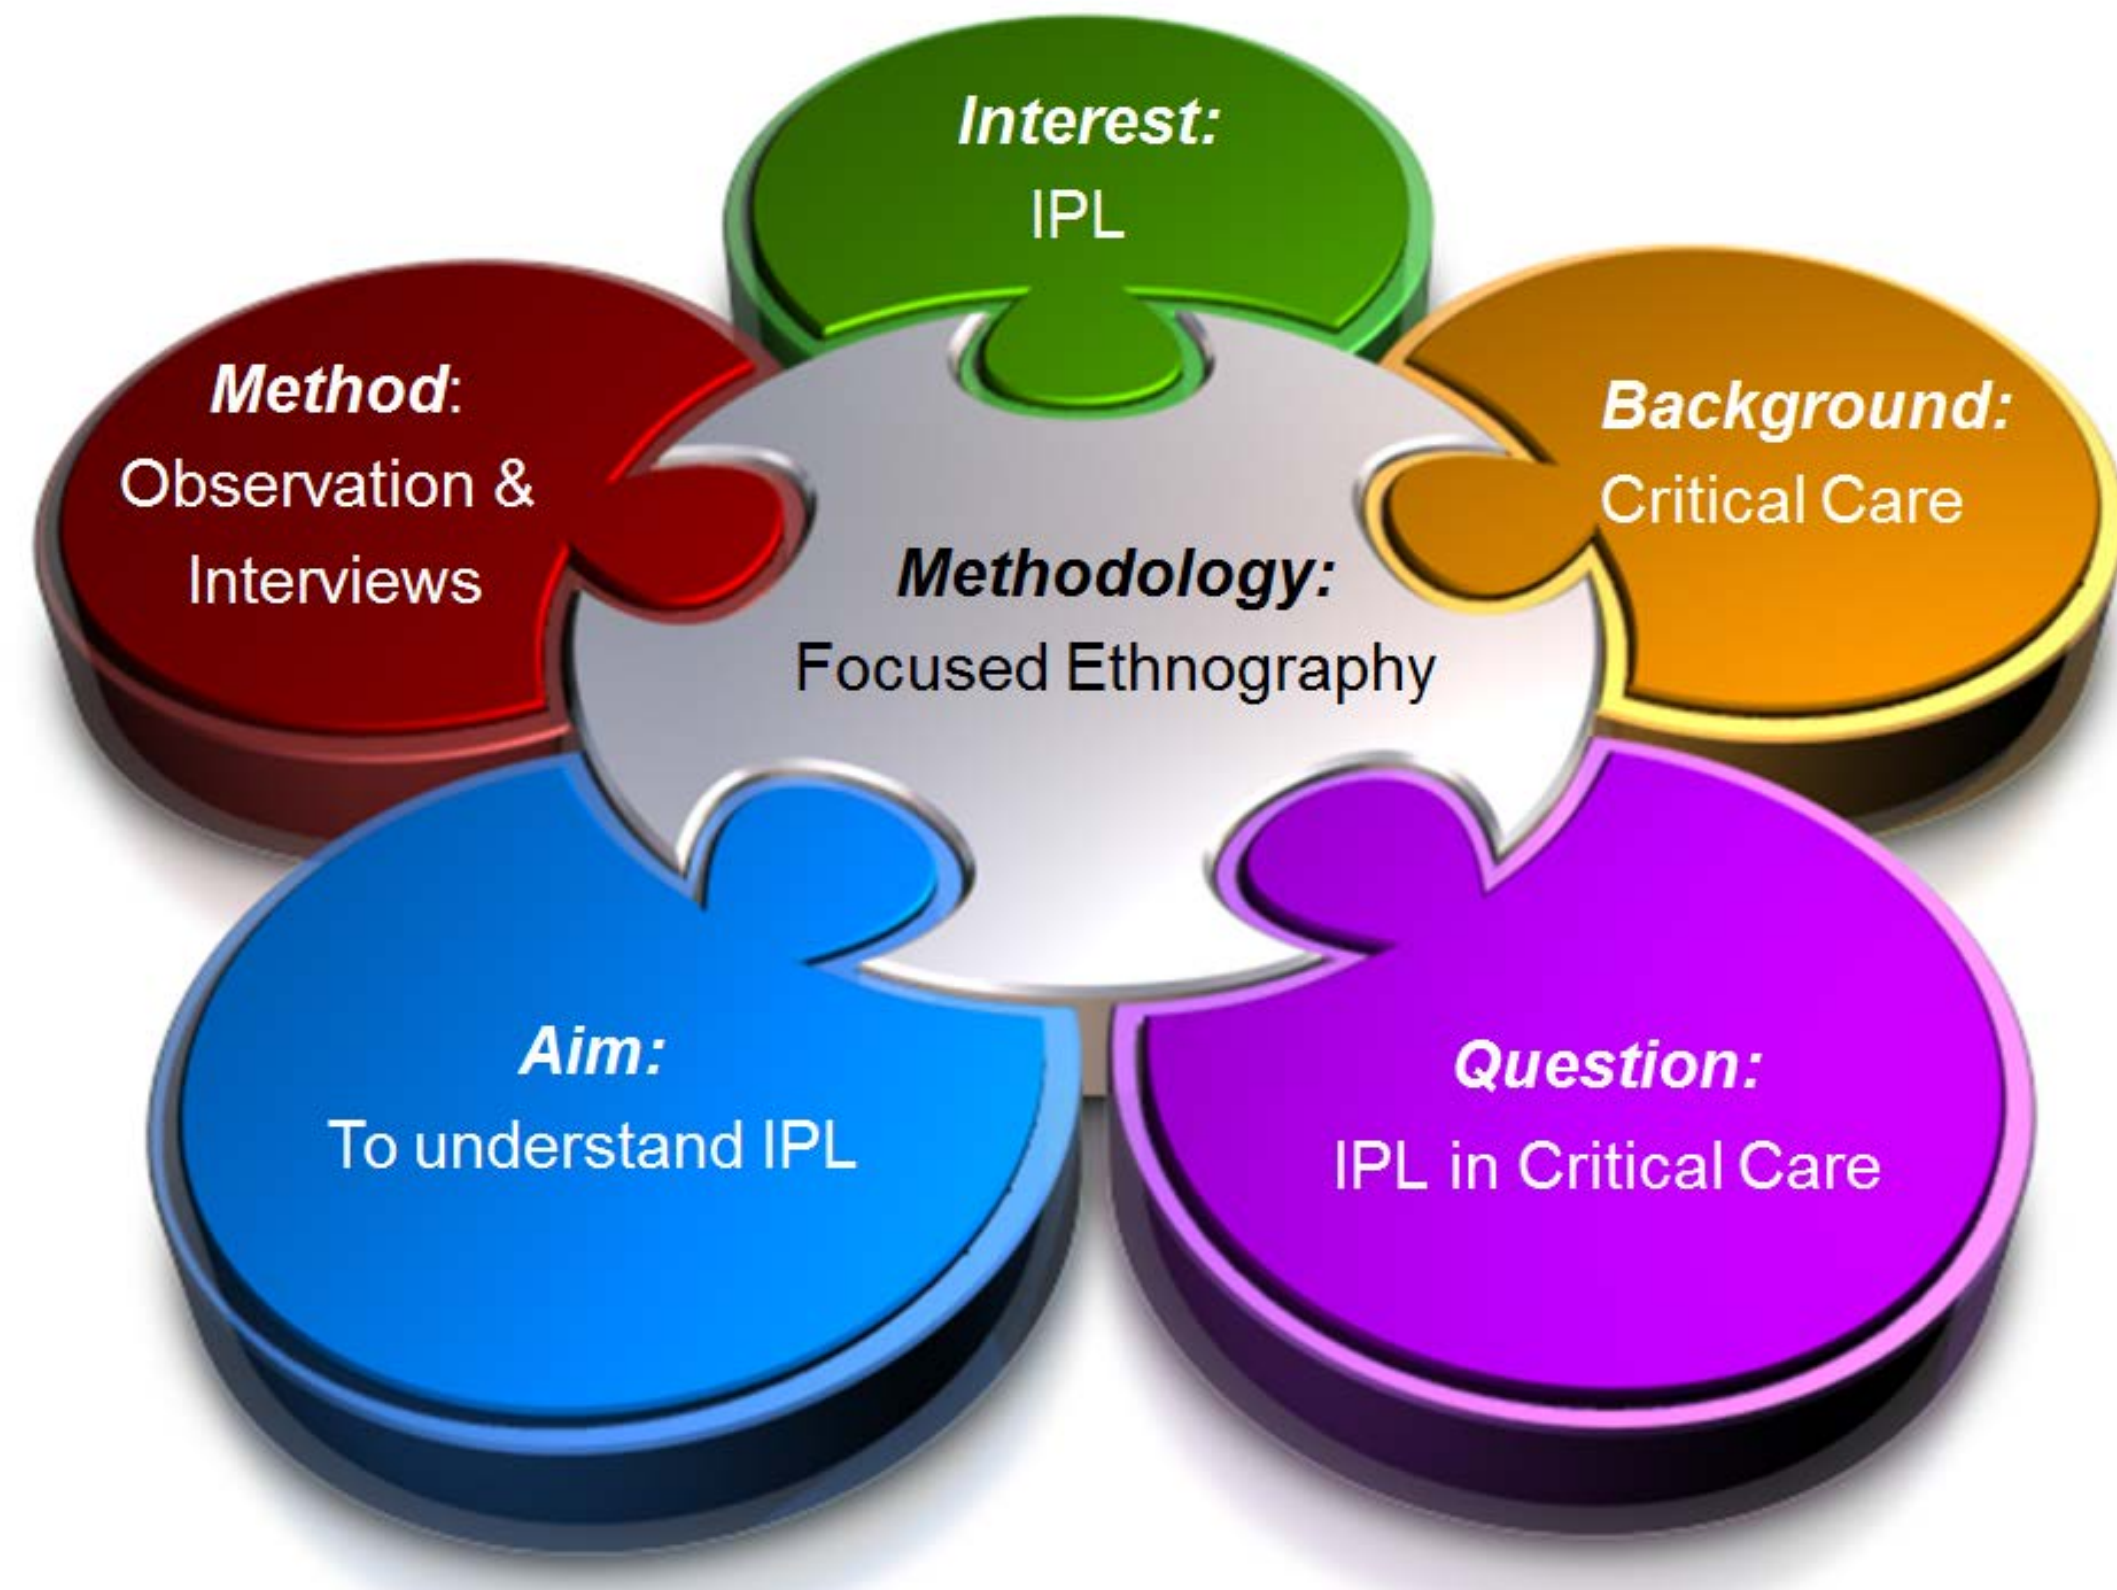 Interest:
IPL
Method:
Observation &
Interviews
Background:
Critical Care
Methodology:
Focused Ethnography
Aim:
To understand IPL
Question:
IPL in Critical Care